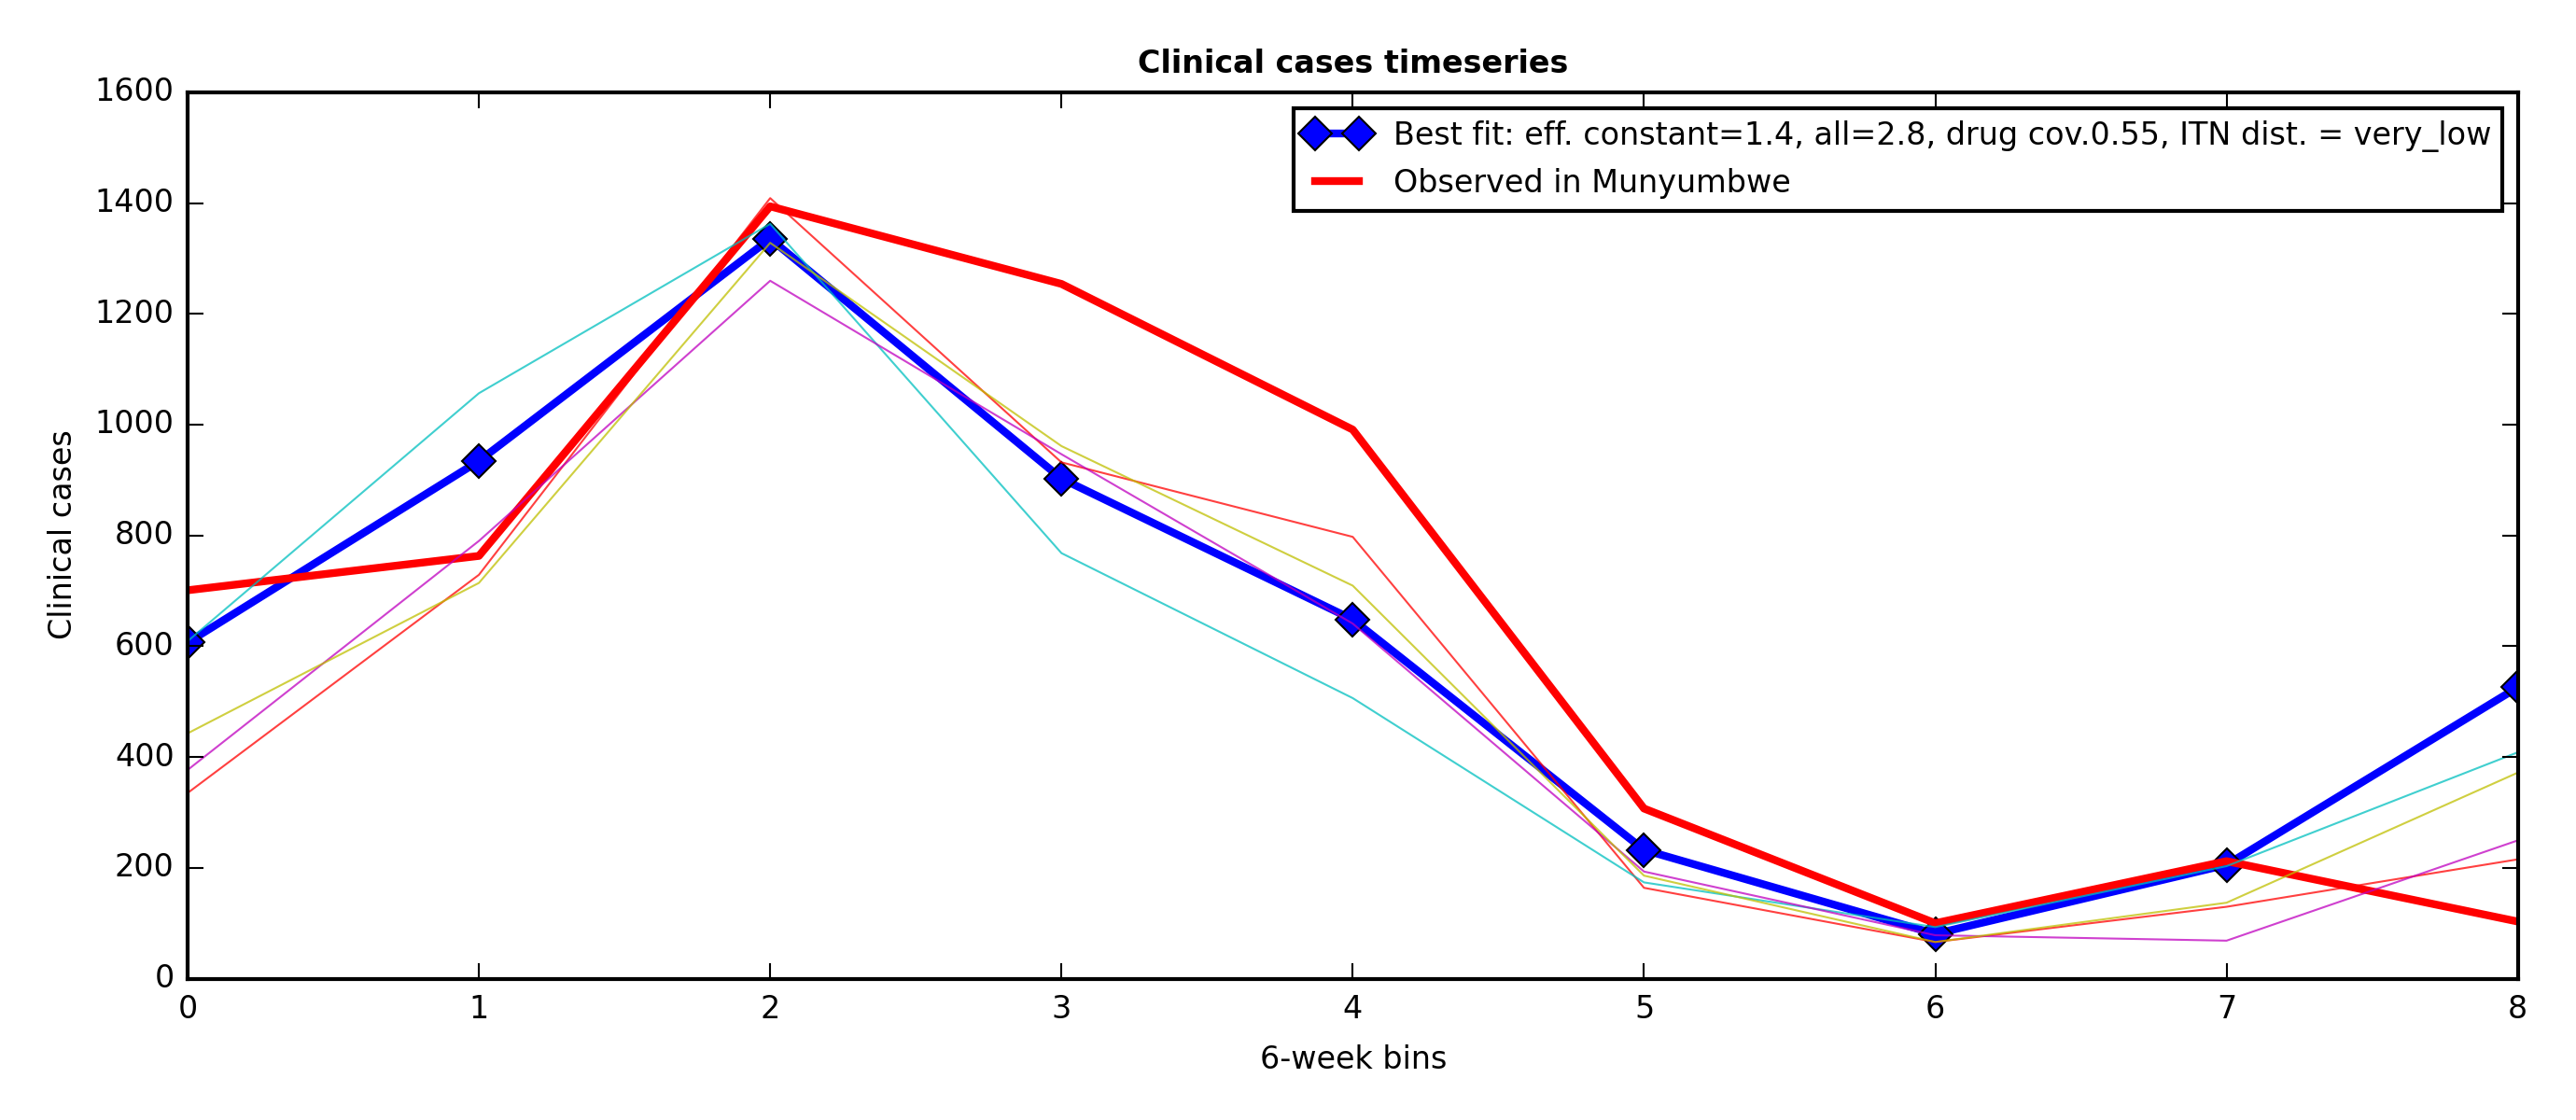 Clinical cases timeseries
1600
1400
1200
1000
800
600
400
200
0
Clinical cases
Best fit: eff. constant=1.4, all=2.8, drug cov.0.55, ITN dist. = very_low
Observed in Munyumbwe
0 1 2 3 4 5 6 7 8
6-week bins